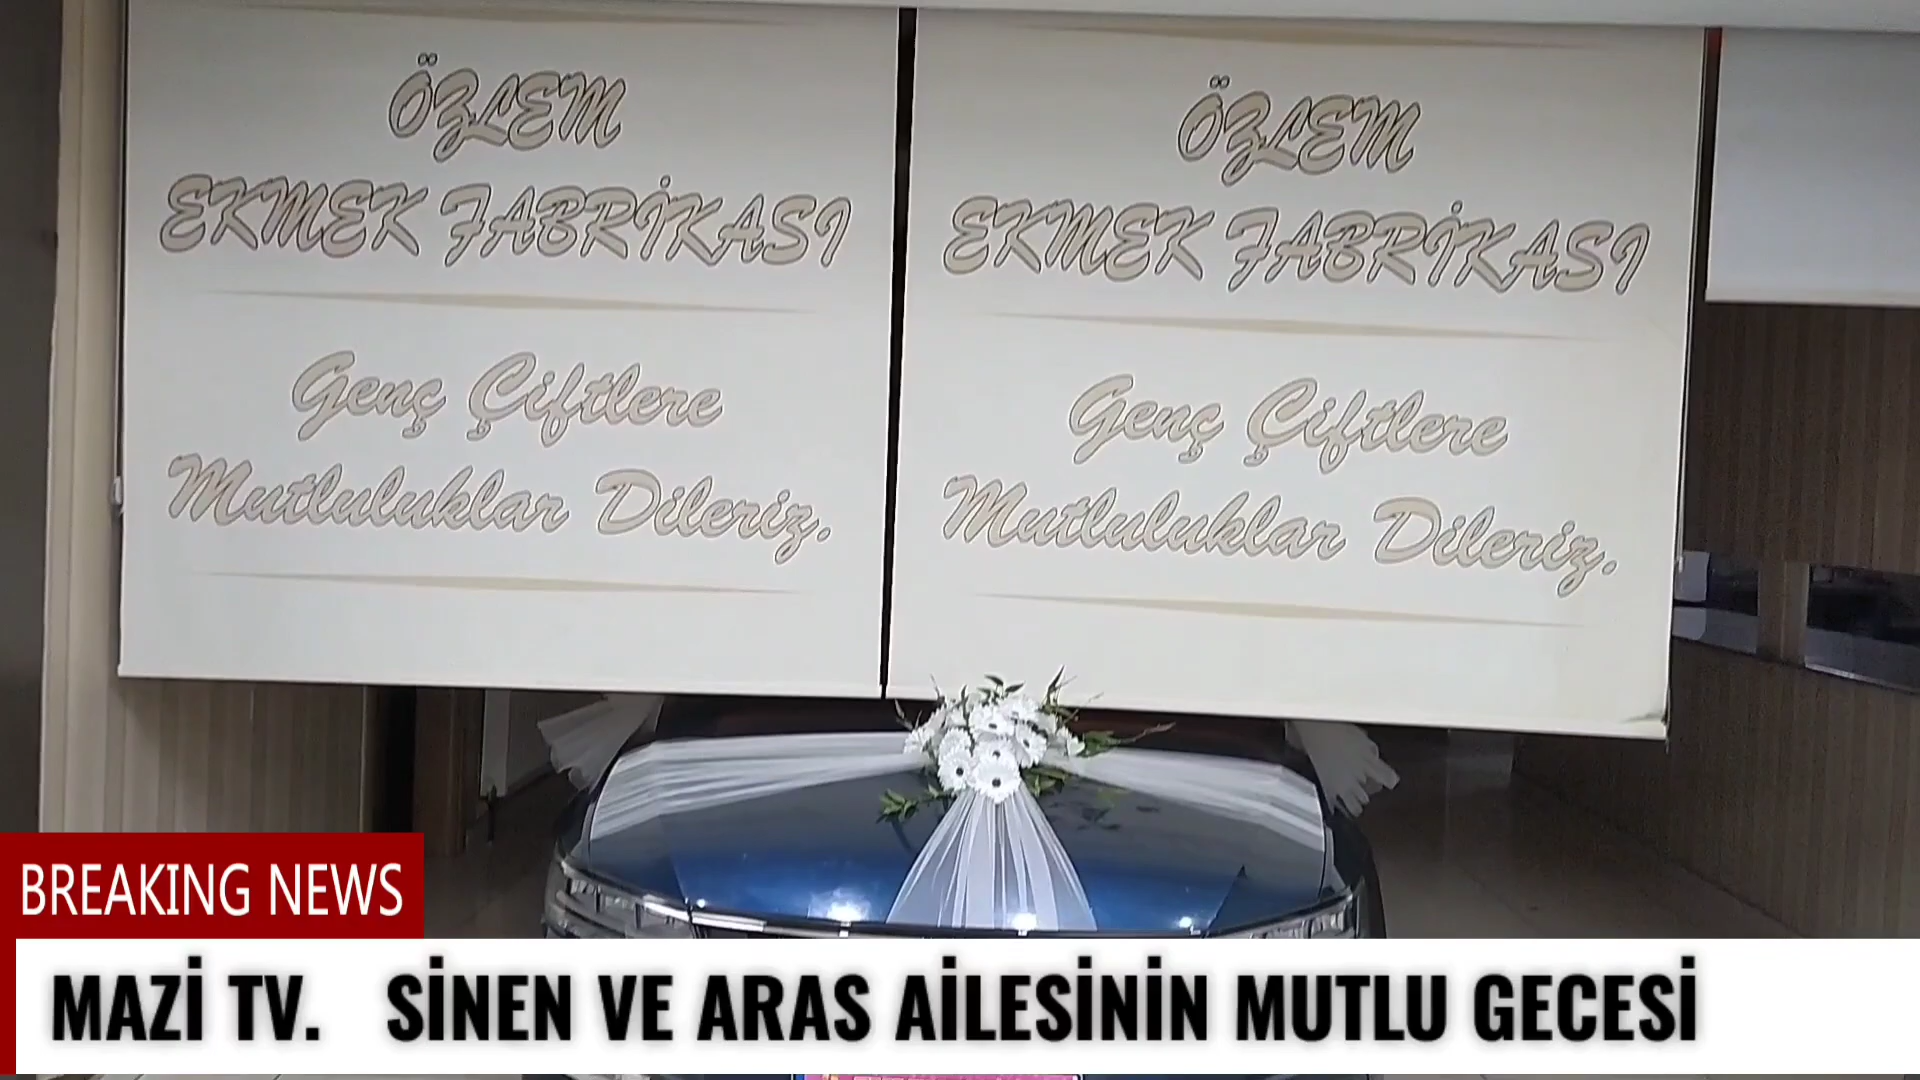 ÖZLEM
EKMEK FABRİKASI
Genç Çiftlere
Mutluluklar Dileriz.
ÖZLEM
EKMEK FABRİKASI
Genç Çiftlere
Mutluluklar Dileriz.
BREAKING NEWS
MAZİ TV. SİNEN VE ARAS AİLESİNİN MUTLU GECESİ